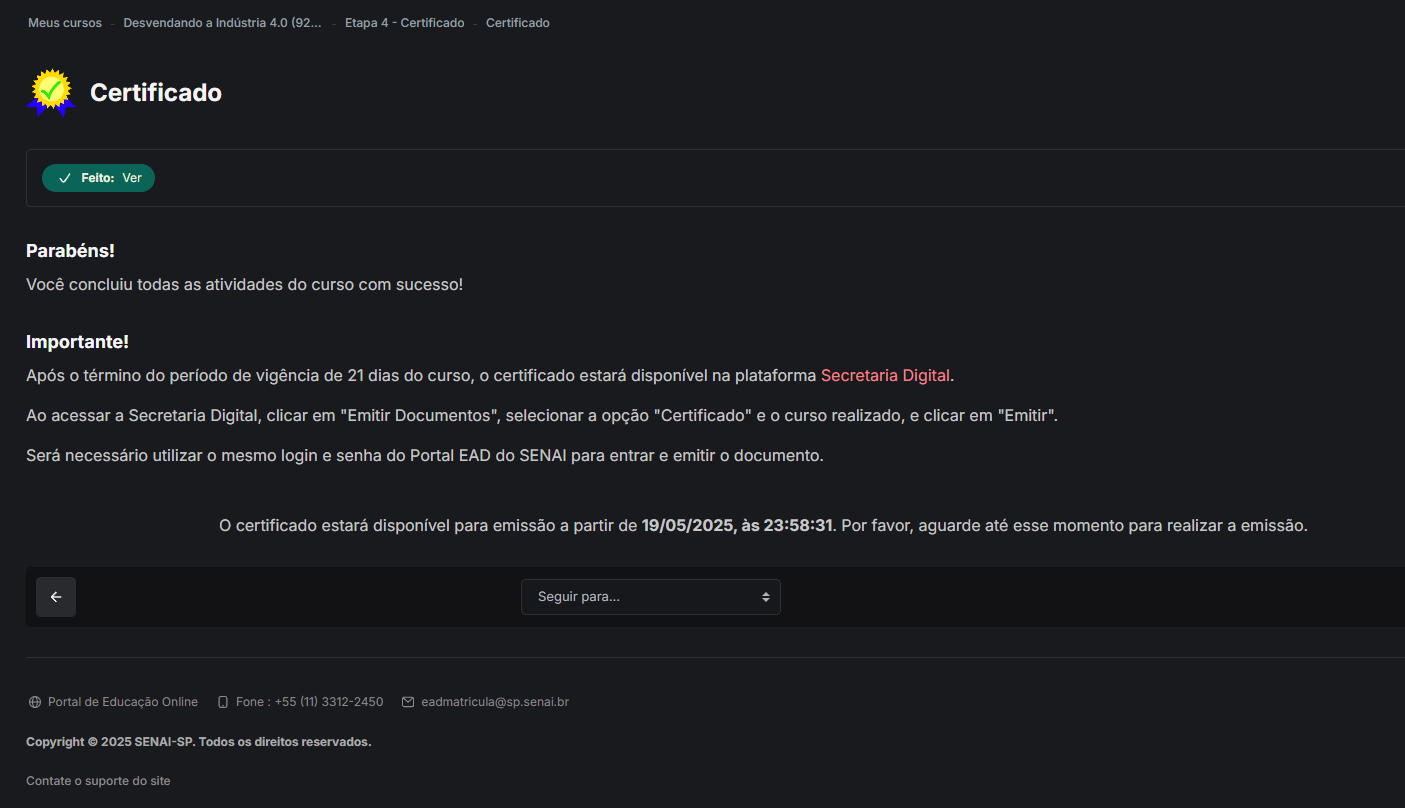 Meus cursos - Desvendando a Indústria 4.0 (92... - Etapa 4 - Certificado - Certificado
Certificado
Feito: Ver
Parabéns!
Você concluiu todas as atividades do curso com sucesso!
Importante!
Após o término do período de vigência de 21 dias do curso, o certificado estará disponível na plataforma Secretaria Digital.
Ao acessar a Secretaria Digital, clicar em "Emitir Documentos", selecionar a opção "Certificado" e o curso realizado, e clicar em "Emitir".
Será necessário utilizar o mesmo login e senha do Portal EAD do SENAI para entrar e emitir o documento.
O certificado estará disponível para emissão a partir de 19/05/2025, às 23:58:31. Por favor, aguarde até esse momento para realizar a emissão.
Seguir para...
Portal de Educação Online Fone : +55 (11) 3312-2450 eadmatricula@sp.senai.br
Copyright © 2025 SENAI-SP. Todos os direitos reservados.
Contate o suporte do site